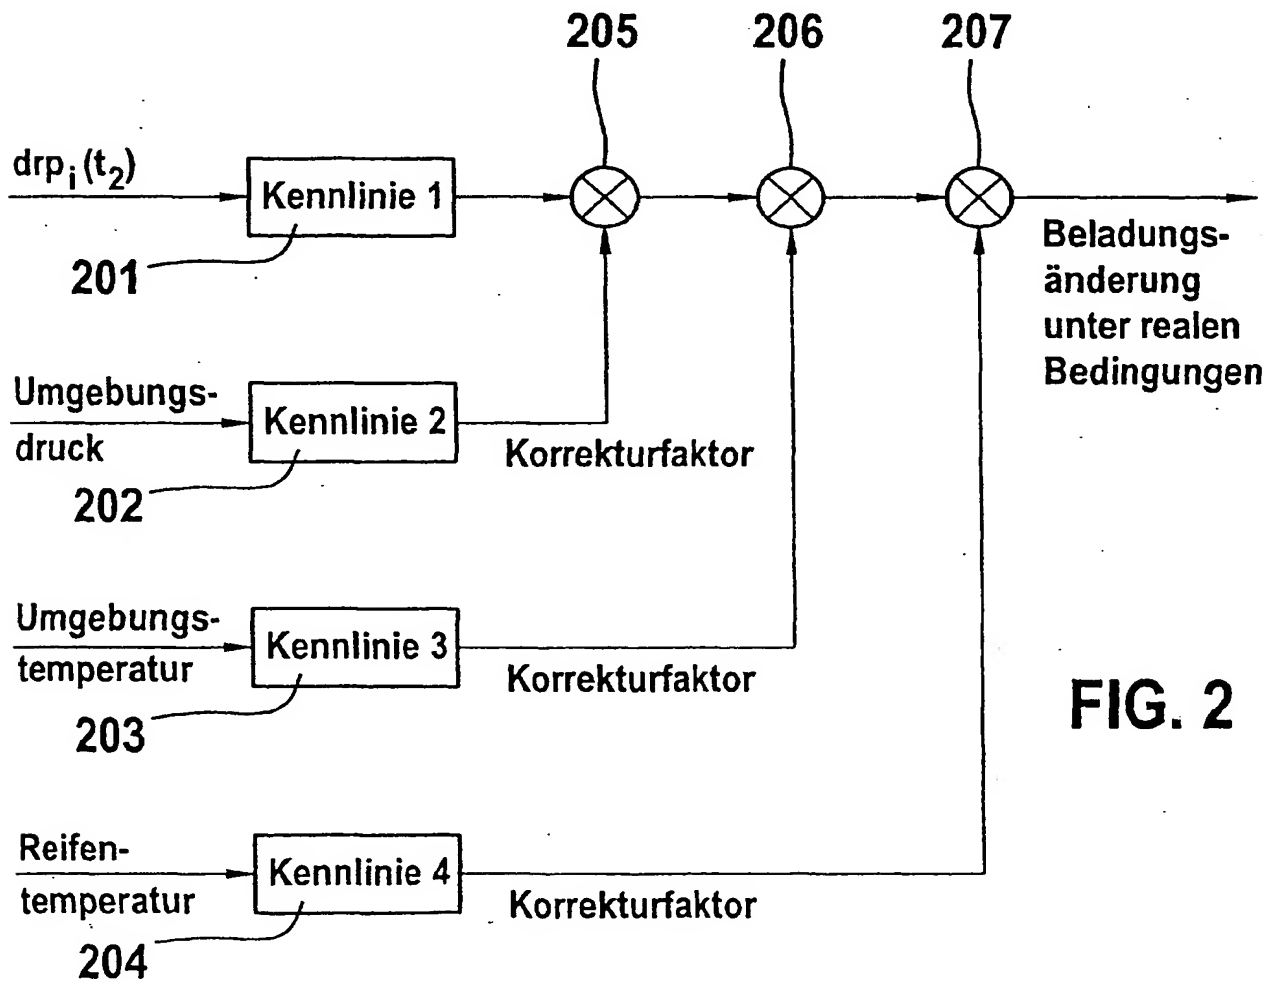 205 206 207
drpi(t2)
Kennlinie 1
201
Beladungs-
änderung
unter realen
Bedingungen
Umgebungs-
druck
Kennlinie 2
Korrekturfaktor
202
Umgebungs-
temperatur
Kennlinie 3
Korrekturfaktor
203
FIG. 2
Reifen-
temperatur
Kennlinie 4
Korrekturfaktor
204